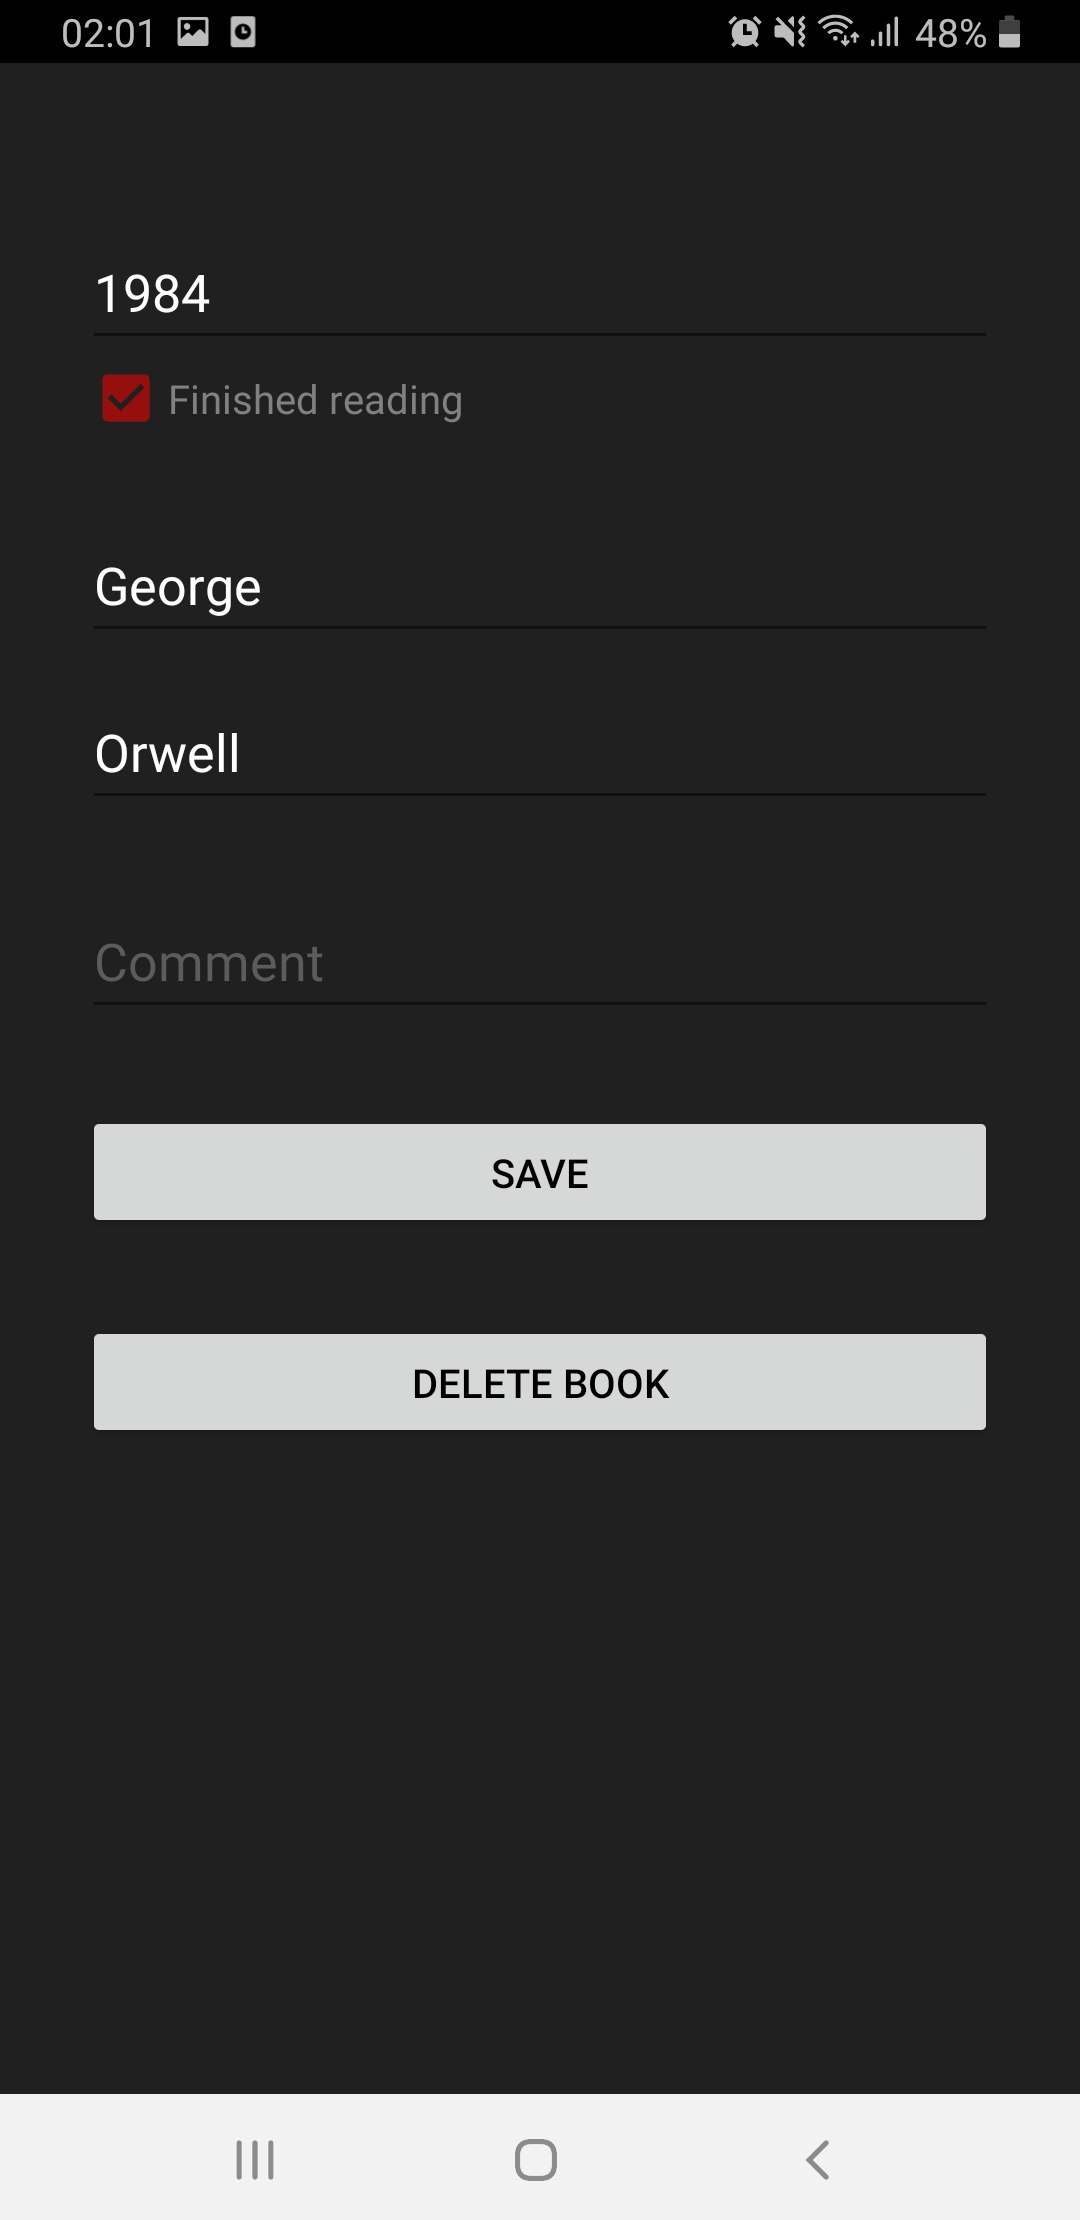 02:01 48%
1984
Finished reading
George
Orwell
Comment
SAVE
DELETE BOOK